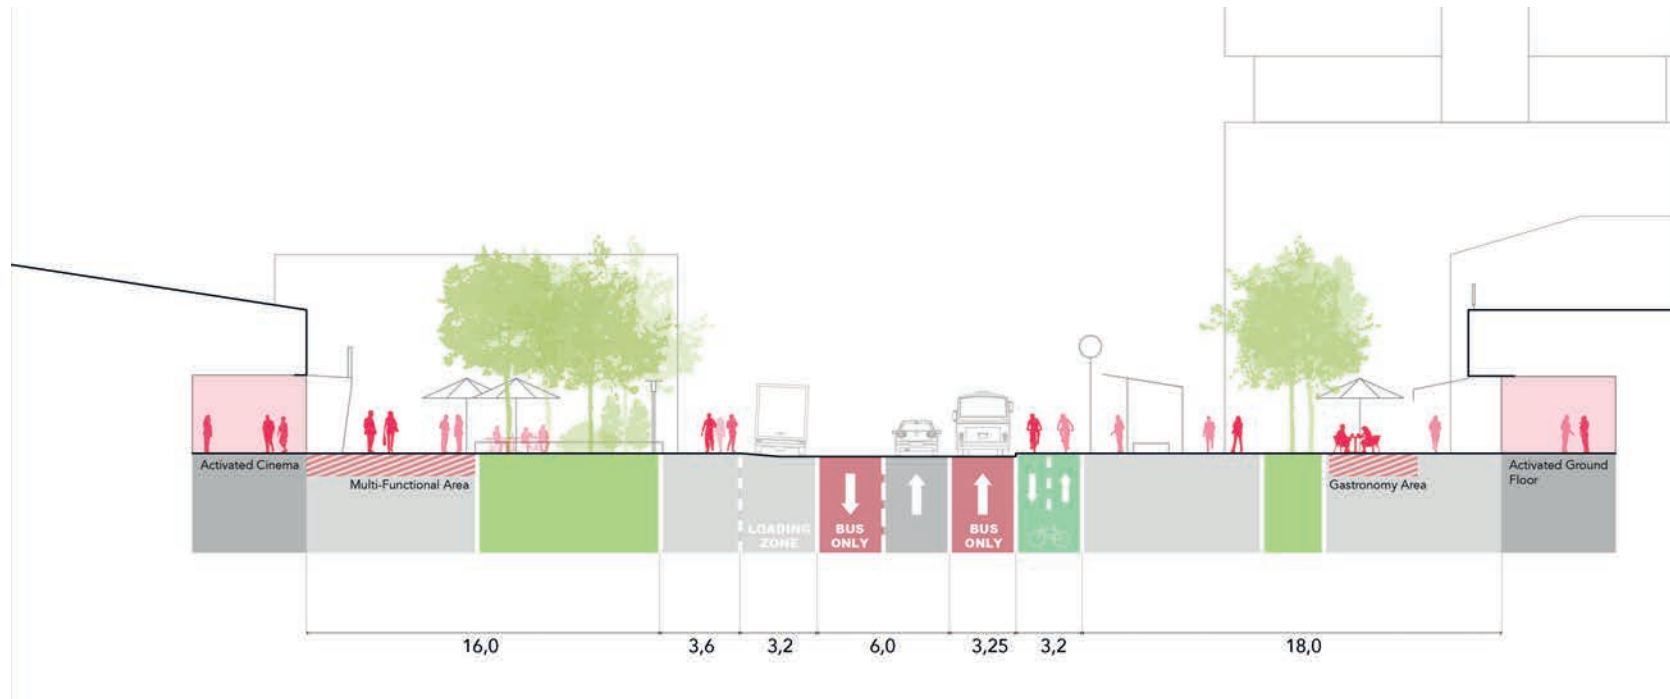 Activated Cinema
Multi-Functional Area
LOADING
ZONE
BUS
ONLY
BUS
ONLY
Gastronomy Area
Activated Ground
Floor
16,0
3,6
3,2
6,0
3,25
3,2
18,0